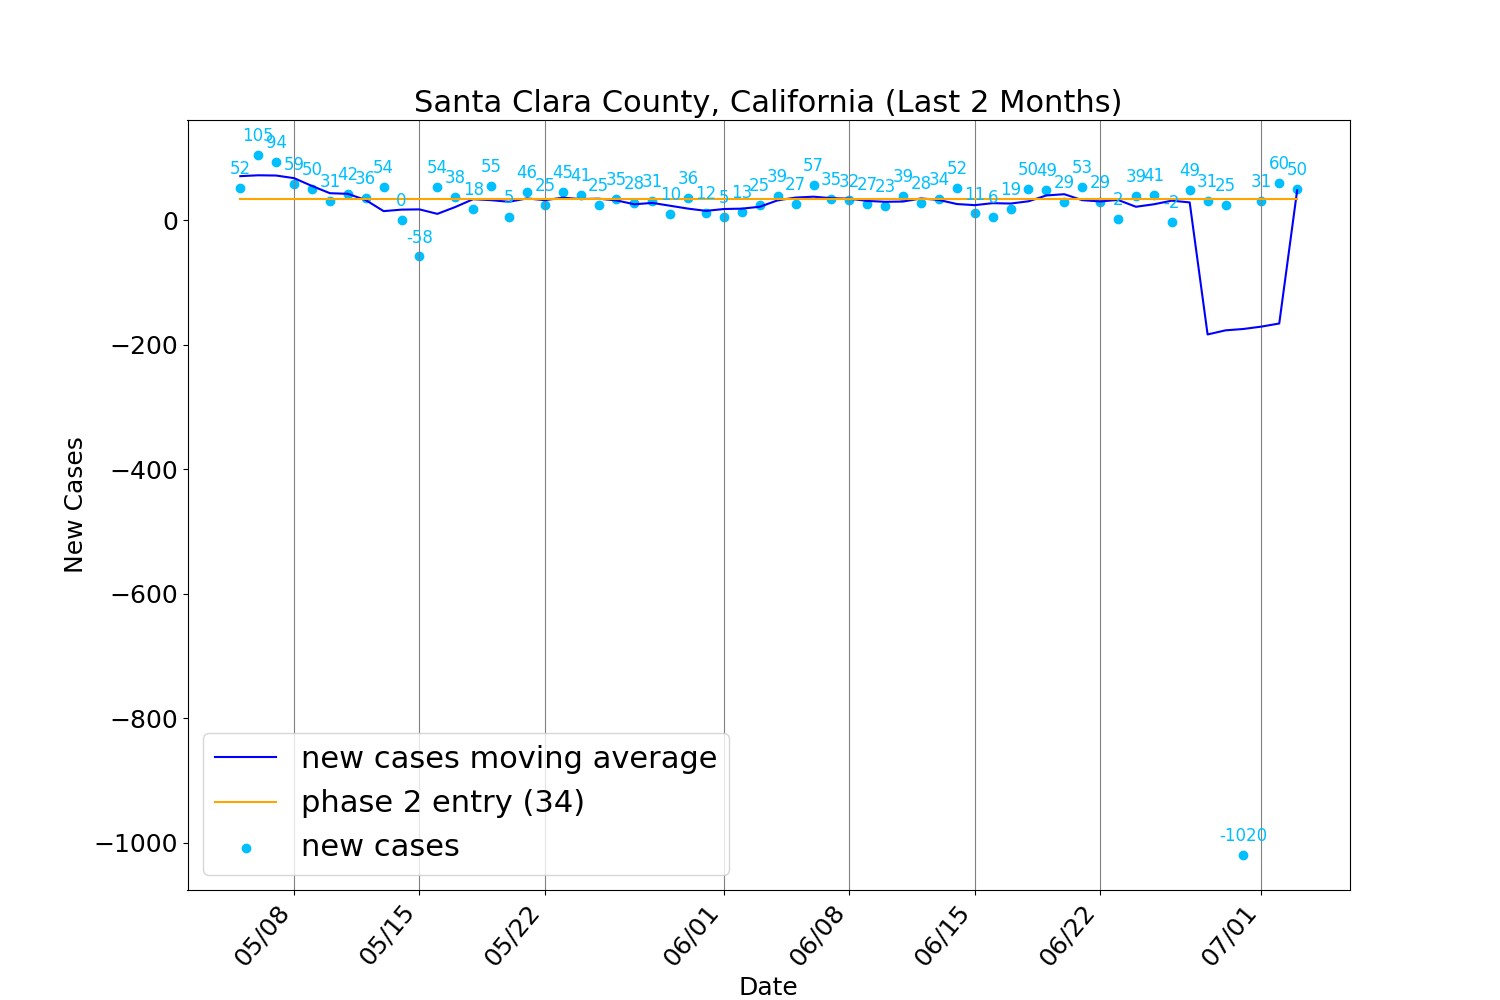 Santa Clara County, California (Last 2 Months)
52 105 94 59 50 31 42 36 54 0 -58 54 38 18 55 5 46 25 45 41 25 35 28 31 10 36 12 5 13 25 39 27 57 35 32 27 23 39 28 34 52 11 6 19 50 49 29 53 29 2 39 41 -2 49 31 25 -1020 31 60 50
0
−200
−400
−600
−800
−1000
New Cases
new cases moving average
phase 2 entry (34)
new cases
05/08 05/15 05/22 06/01 06/08 06/15 06/22 07/01
Date